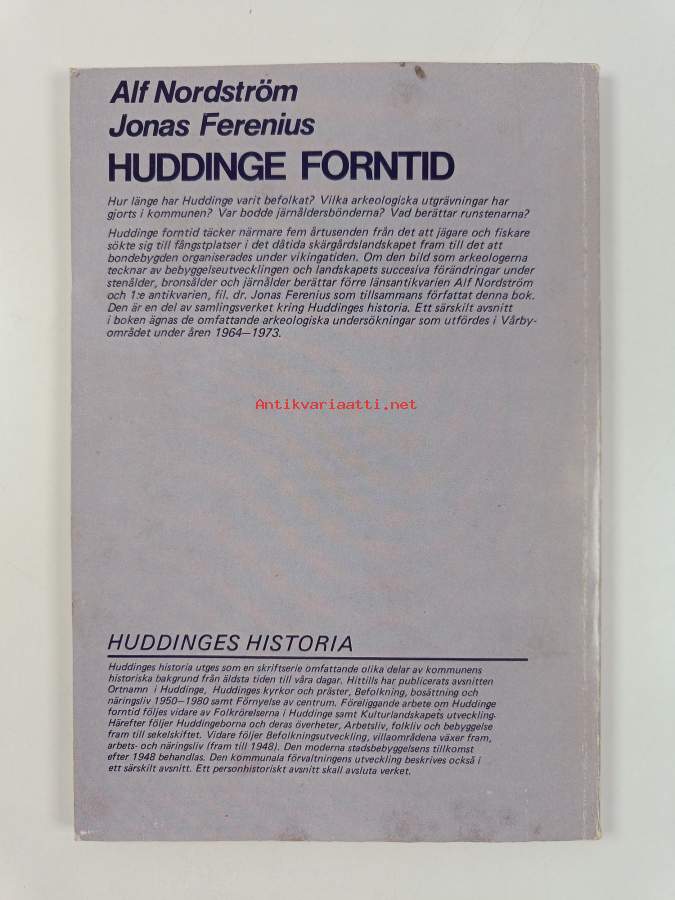 Alf Nordström
Jonas Ferenius
HUDDINGE FORNTID
Hur länge har Huddinge varit befolkat? Vilka arkeologiska utgrävningar har
gjorts i kommunen? Var bodde järnåldersbönderna? Vad berättar runstenarna?
Huddinge forntid täcker närmare fem årtusenden från det att jägare och fiskare
sökte sig till fångstplatser i det dåtida skärgårdslandskapet fram till det att
bondebygden organiserades under vikingatiden. Om den bild som arkeologerna
tecknar av bebyggelseutvecklingen och landskapets succesiva förändringar under
stenålder, bronsålder och järnålder berättar förre länsantikvarien Alf Nordström
och 1:e antikvarien, fil. dr. Jonas Ferenius som tillsammans författat denna bok.
Den är en del av samlingsverket kring Huddinges historia. Ett särskilt avsnitt
i boken ägnas de omfattande arkeologiska undersökningar som utfördes i Vårby-
området under åren 1964—1973.
Antikvariaatti.net
HUDDINGES HISTORIA
Huddinges historia utges som en skriftserie omfattande olika delar av kommunens
historiska bakgrund från äldsta tiden till våra dagar. Hittills har publicerats avsnitten
Ortnamn i Huddinge, Huddinges kyrkor och präster, Befolkning, bosättning och
näringsliv 1950—1980 samt Förnyelse av centrum. Föreliggande arbete om Huddinge
forntid följes vidare av Folkrörelserna i Huddinge samt Kulturlandskapets utveckling.
Härefter följer Huddingeborna och deras överheter, Arbetsliv, folkliv och bebyggelse
fram till sekelskiftet. Vidare följer Befolkningsutveckling, villaområdena växer fram,
arbets- och näringsliv (fram till 1948). Den moderna stadsbebyggelsens tillkomst
efter 1948 behandlas. Den kommunala förvaltningens utveckling beskrives också i
ett särskilt avsnitt. Ett personhistoriskt avsnitt skall avsluta verket.